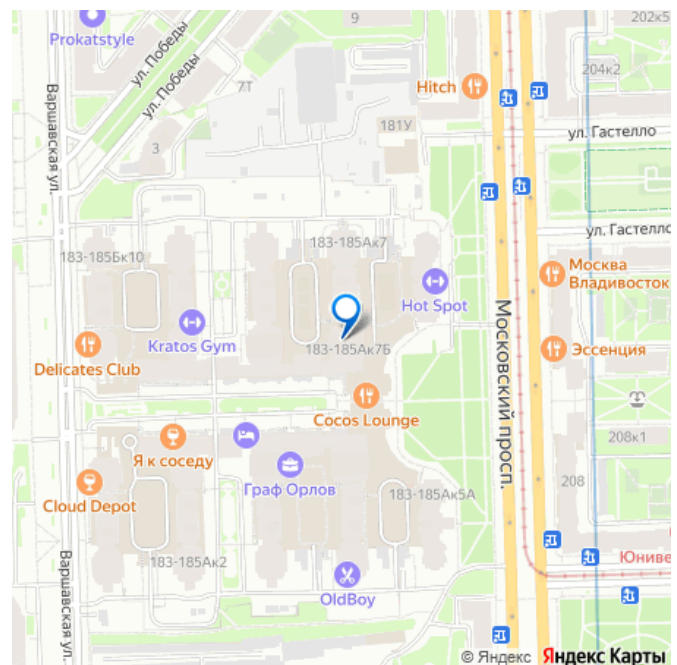 Prokatstyle
ул. Победы
ул. Победы
9
7Т
3
Варшавская ул.
Hitch
181У
202к5
204к2
ул. Гастелло
ул. Гастелло
183-185Бк10
183-185Ак7
Hot Spot
Москва
Владивосток
Kratos Gym
183-185Ак7Б
Эссенция
Delicates Club
Cocos Lounge
Московский просп.
Я к соседу
Граф Орлов
208к1
208
Cloud Depot
183-185Ак5А
183-185Ак2
Варшавская ул.
OldBoy
Юниве
© Яндекс Яндекс Карты